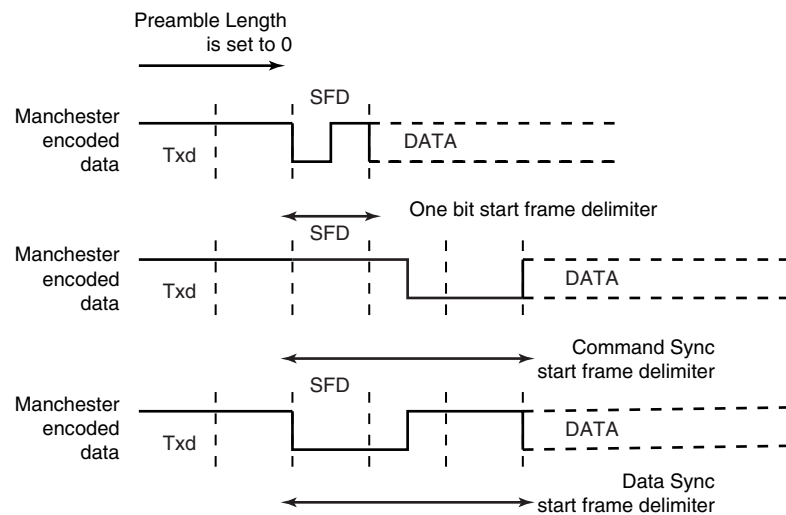 Preamble Length
is set to 0
SFD
Manchester
encoded
data
Txd
DATA
One bit start frame delimiter
SFD
Manchester
encoded
data
Txd
DATA
Command Sync
start frame delimiter
SFD
Manchester
encoded
data
Txd
DATA
Data Sync
start frame delimiter